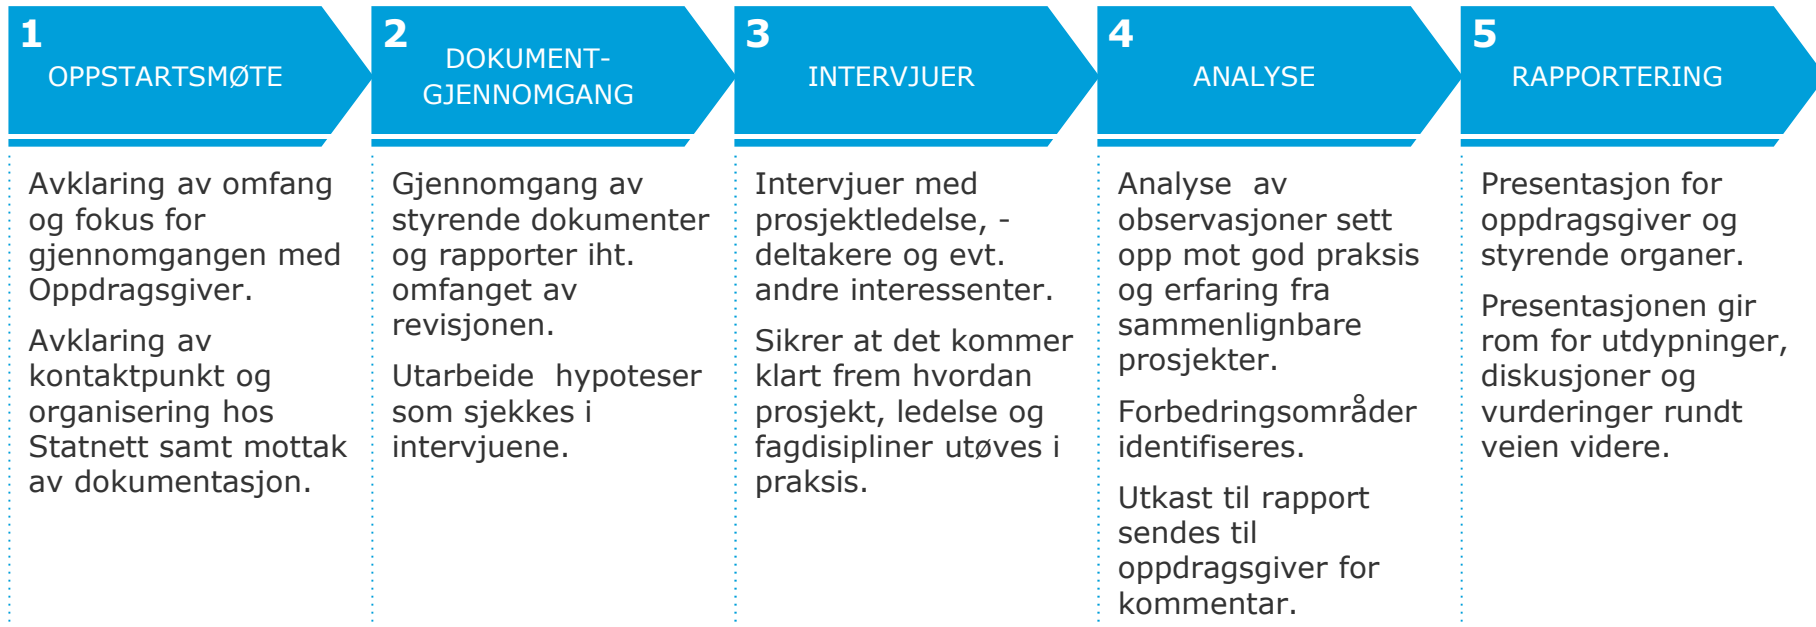 1
OPPSTARTSMØTE
Avklaring av omfang
og fokus for
gjennomgangen med
Oppdragsgiver.
Avklaring av
kontaktpunkt og
organisering hos
Statnett samt mottak
av dokumentasjon.
2
DOKUMENT-
GJENNOMGANG
Gjennomgang av
styrende dokumenter
og rapporter iht.
omfanget av
revisjonen.
Utarbeide  hypoteser
som sjekkes i
intervjuene.
3
INTERVJUER
Intervjuer med
prosjektledelse, -
deltakere og evt.
andre interessenter.
Sikrer at det kommer
klart frem hvordan
prosjekt, ledelse og
fagdisipliner utøves i
praksis.
4
ANALYSE
Analyse  av
observasjoner sett
opp mot god praksis
og erfaring fra
sammenlignbare
prosjekter.
Forbedringsområder
identifiseres.
Utkast til rapport
sendes til
oppdragsgiver for
kommentar.
5
RAPPORTERING
Presentasjon for
oppdragsgiver og
styrende organer.
Presentasjonen gir
rom for utdypninger,
diskusjoner og
vurderinger rundt
veien videre.